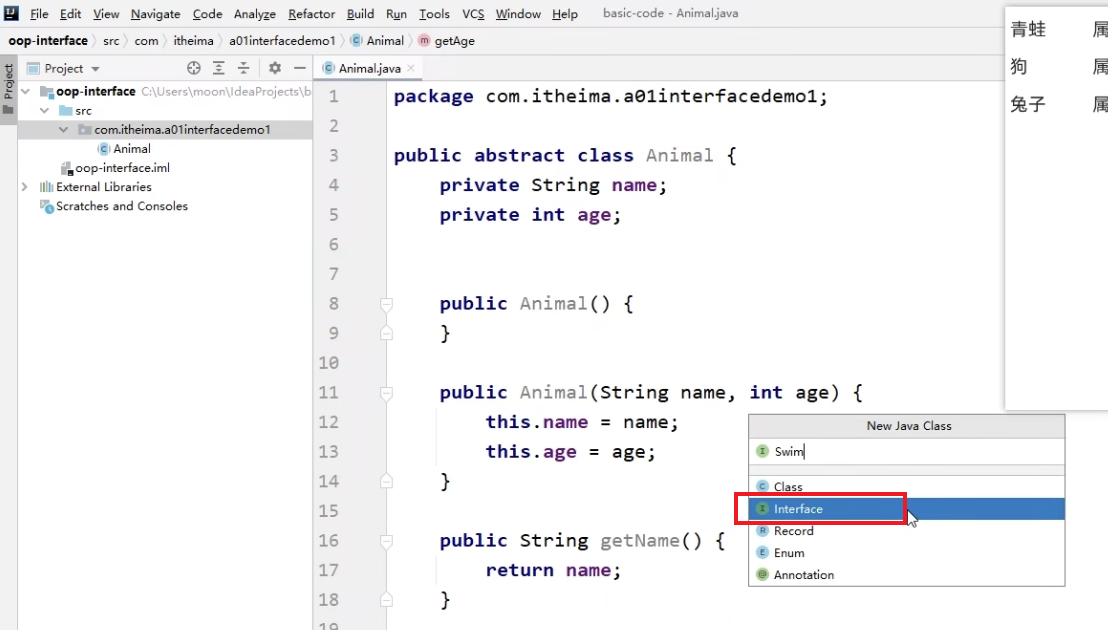 File Edit View Navigate Code Analyze Refactor Build Run Tools VCS Window Help basic-code - Animal.java
oop-interface src com itheima a01interfacedemo1 Animal getAge
Project
Project
oop-interface C:\Users\moon\IdeaProjects\b
src
com.itheima.a01interfacedemo1
Animal
oop-interface.iml
External Libraries
Scratches and Consoles
Animal.java
1 package com.itheima.a01interfacedemo1;
2
3 public abstract class Animal {
4 private String name;
5 private int age;
6
7
8 public Animal() {
9 }
10
11 public Animal(String name, int age) {
12 this.name = name;
13 this.age = age;
14 }
15
16 public String getName() {
17 return name;
18 }
19
青蛙 属
狗 属
兔子 属
New Java Class
Swim
Class
Interface
Record
Enum
Annotation